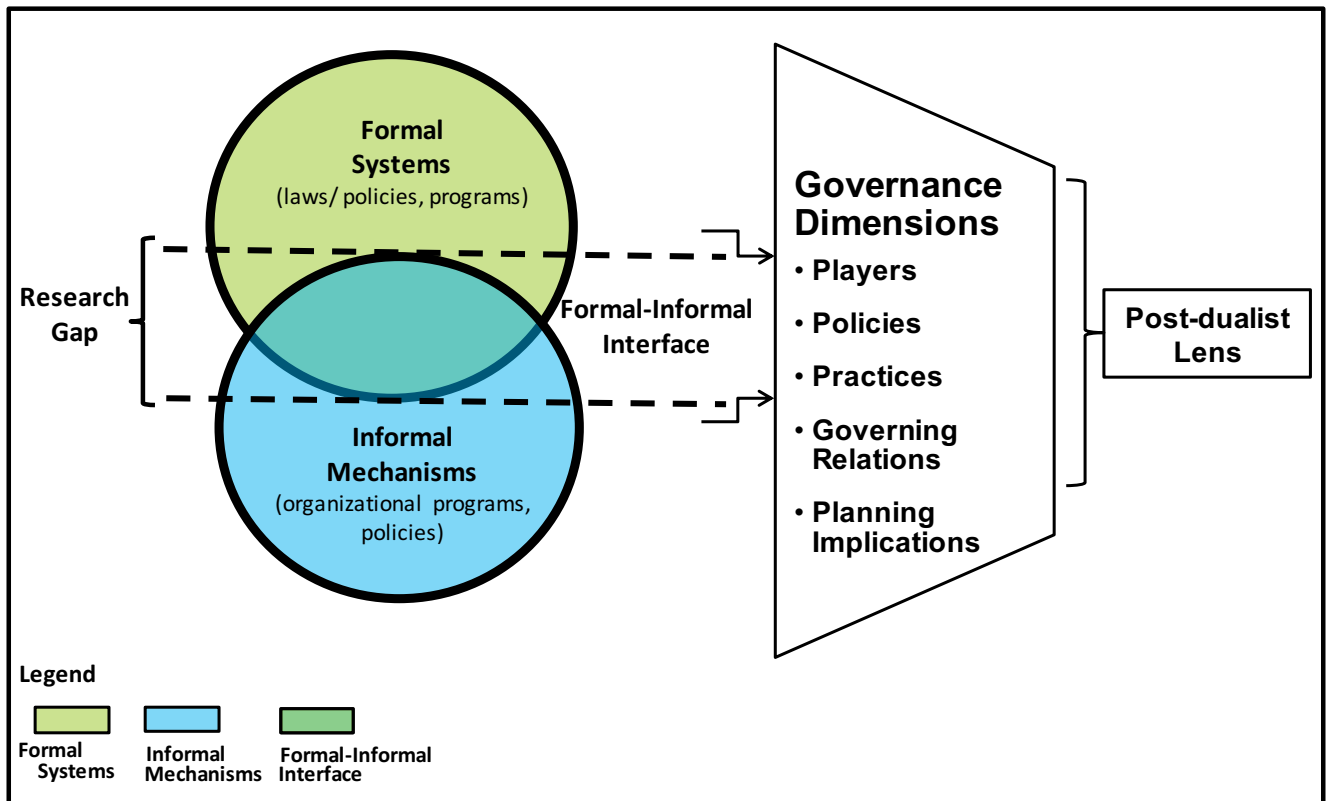 Formal
Systems
(laws/ policies, programs)
Research
Gap
Formal-Informal
Interface
Informal
Mechanisms
(organizational programs,
policies)
Governance
Dimensions
• Players
• Policies
• Practices
• Governing
Relations
• Planning
Implications
Post-dualist
Lens
Legend
Formal
Systems
Informal
Mechanisms
Formal-Informal
Interface